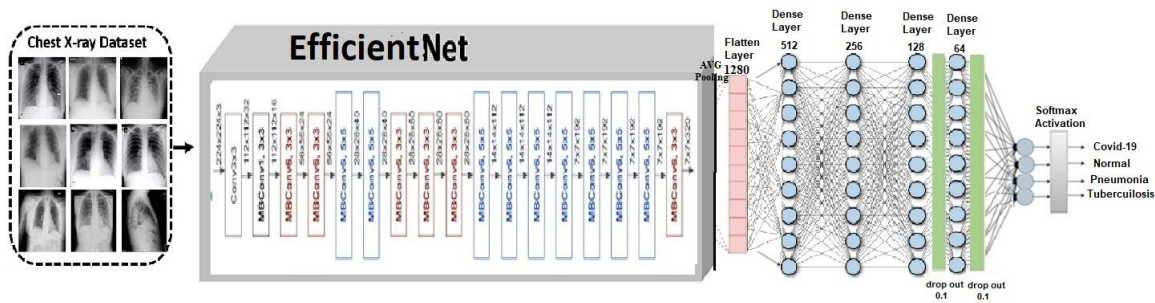 Chest X-ray Dataset
EfficientNet
224x224x3
Conv3x3
112x112x32
MBConv1, 3x3
112x112x16
MBConv6, 3x3
56x56x24
MBConv6, 3x3
56x56x24
MBConv6, 5x5
28x28x40
MBConv6, 5x5
28x28x40
MBConv6, 3x3
28x28x80
MBConv6, 3x3
28x28x80
MBConv6, 3x3
28x28x80
MBConv6, 5x5
14x14x112
MBConv6, 5x5
14x14x112
MBConv6, 5x5
14x14x112
MBConv6, 5x5
7x7x192
MBConv6, 5x5
7x7x192
MBConv6, 5x5
7x7x192
MBConv6, 5x5
7x7x192
MBConv6, 3x3
7x7x320
AVG
Pooling
Flatten
Layer
1280
Dense
Layer
512
Dense
Layer
256
Dense
Layer
128
Dense
Layer
64
drop out
0.1
drop out
0.1
Softmax
Activation
Covid-19
Normal
Pneumonia
Tubercuilosis